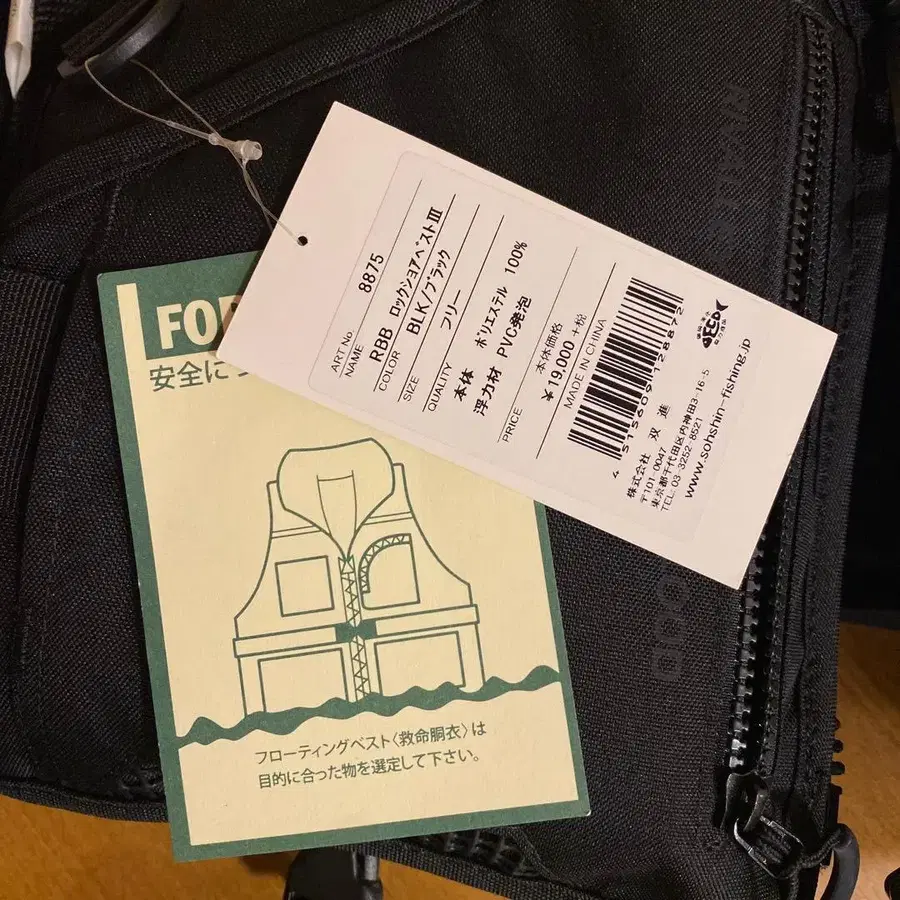 ART No. 8875
NAME RBB ロックショアベストⅢ
COLOR BLK/ブラック
SIZE フリー
QUALITY
本体 ポリエステル 100%
浮力材 PVC発泡
PRICE 本体価格
¥19,000 +税
MADE IN CHINA
4 515609 112872
ECO
株式会社 双進
〒101-0047
東京都千代田区内神田3-16-5
TEL: 03-3252-8521
www.sohshin-fishing.jp
FOR
安全に
フローティングベスト〈救命胴衣〉は
目的に合った物を選定して下さい。